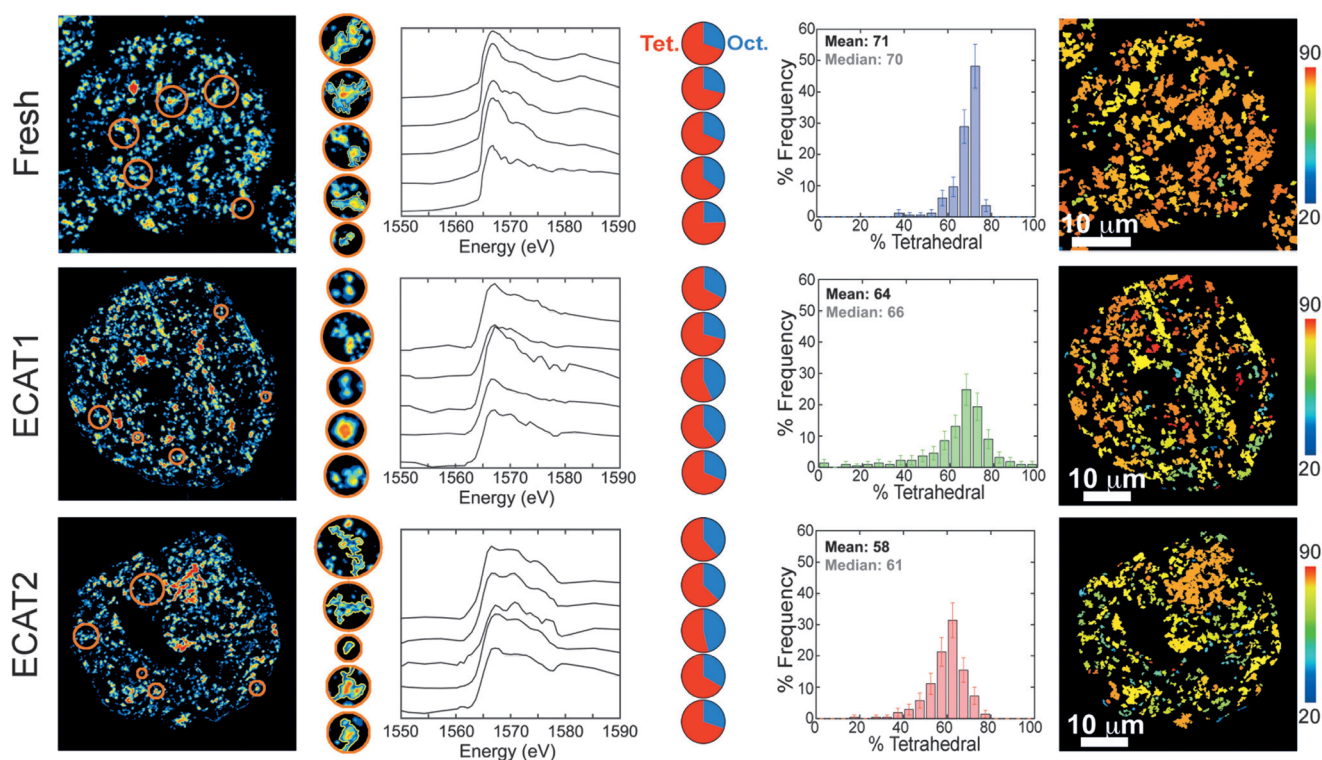 Fresh
Tet. Oct.
Mean: 71
Median: 70
% Frequency
60
50
40
30
20
10
0
0 20 40 60 80 100
% Tetrahedral
1550 1560 1570 1580 1590
Energy (eV)
10 μm
90
20
ECAT1
1550 1560 1570 1580 1590
Energy (eV)
Mean: 64
Median: 66
% Frequency
60
50
40
30
20
10
0
0 20 40 60 80 100
% Tetrahedral
10 μm
90
20
ECAT2
1550 1560 1570 1580 1590
Energy (eV)
Mean: 58
Median: 61
% Frequency
60
50
40
30
20
10
0
0 20 40 60 80 100
% Tetrahedral
10 μm
90
20